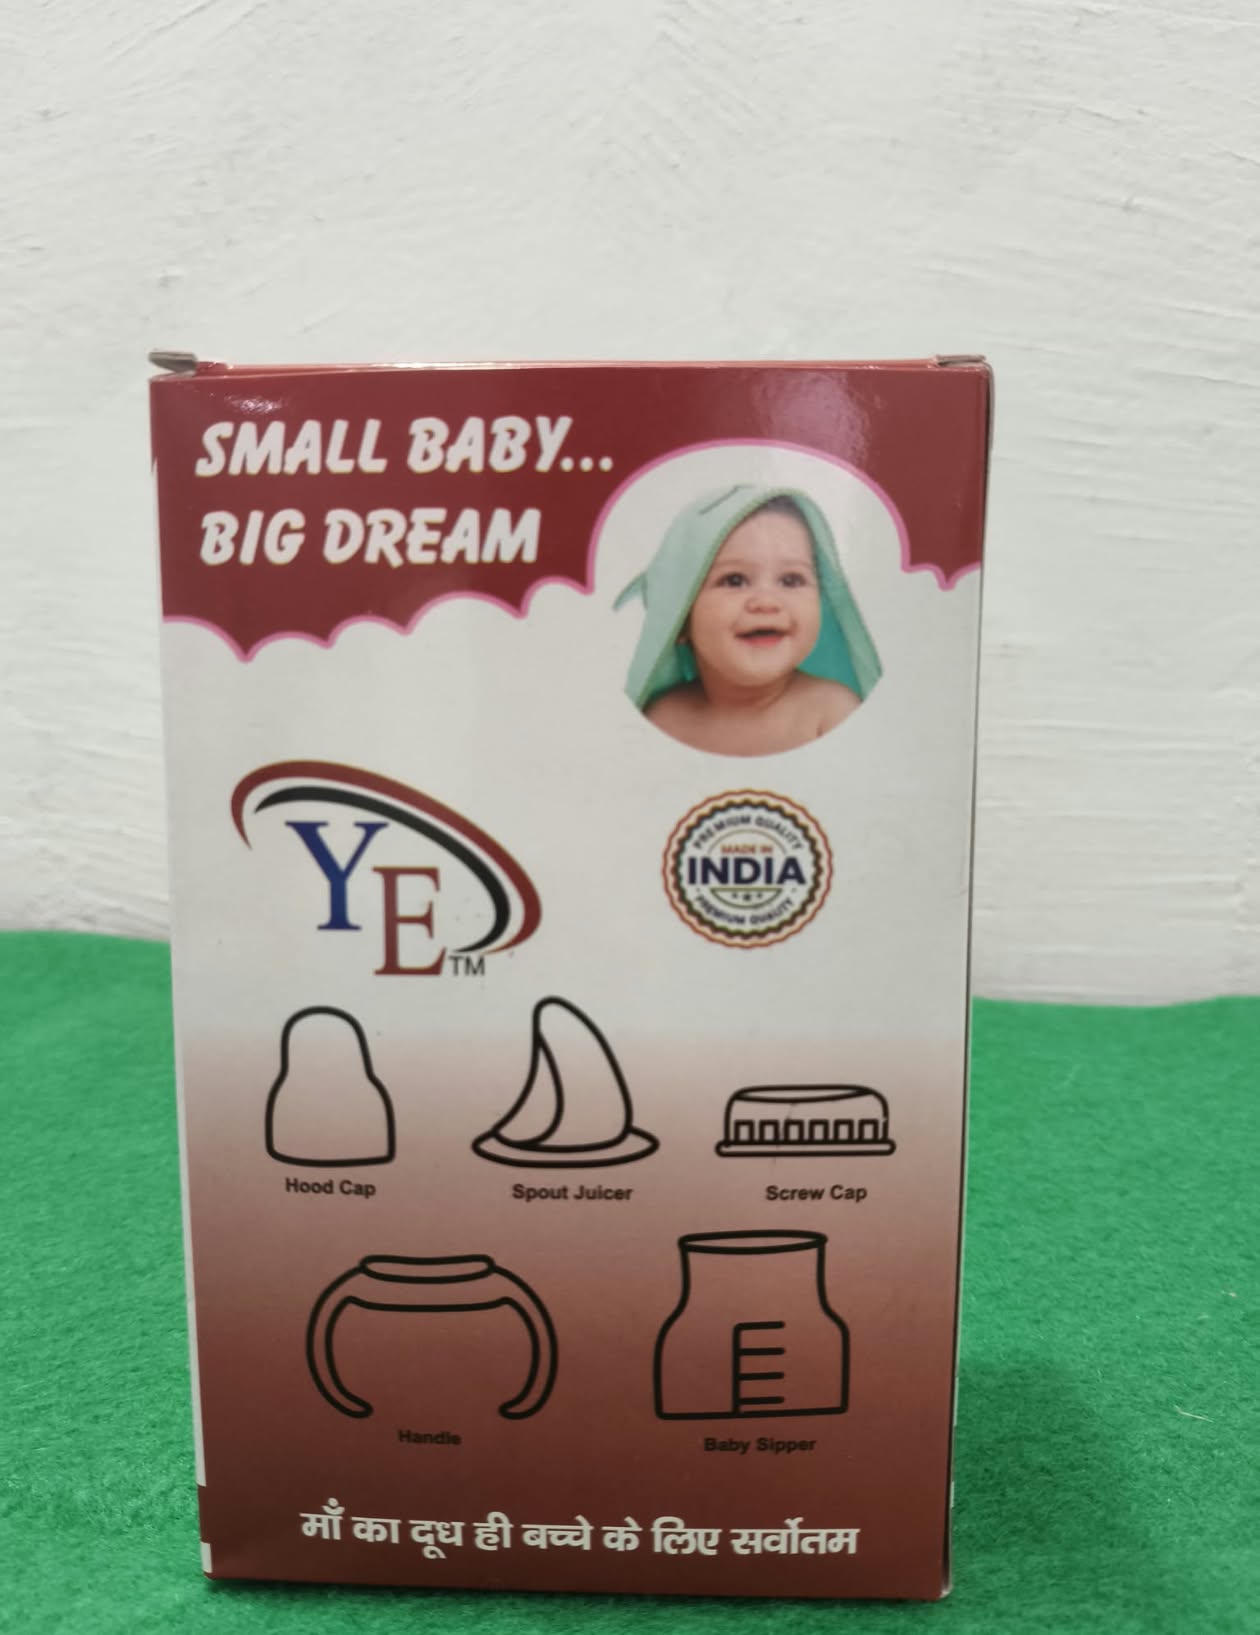 SMALL BABY...
BIG DREAM
YE™
PREMIUM QUALITY
MADE IN
INDIA
PREMIUM QUALITY
Hood Cap
Spout Juicer
Screw Cap
Handle
Baby Sipper
माँ का दूध ही बच्चे के लिए सर्वोतम